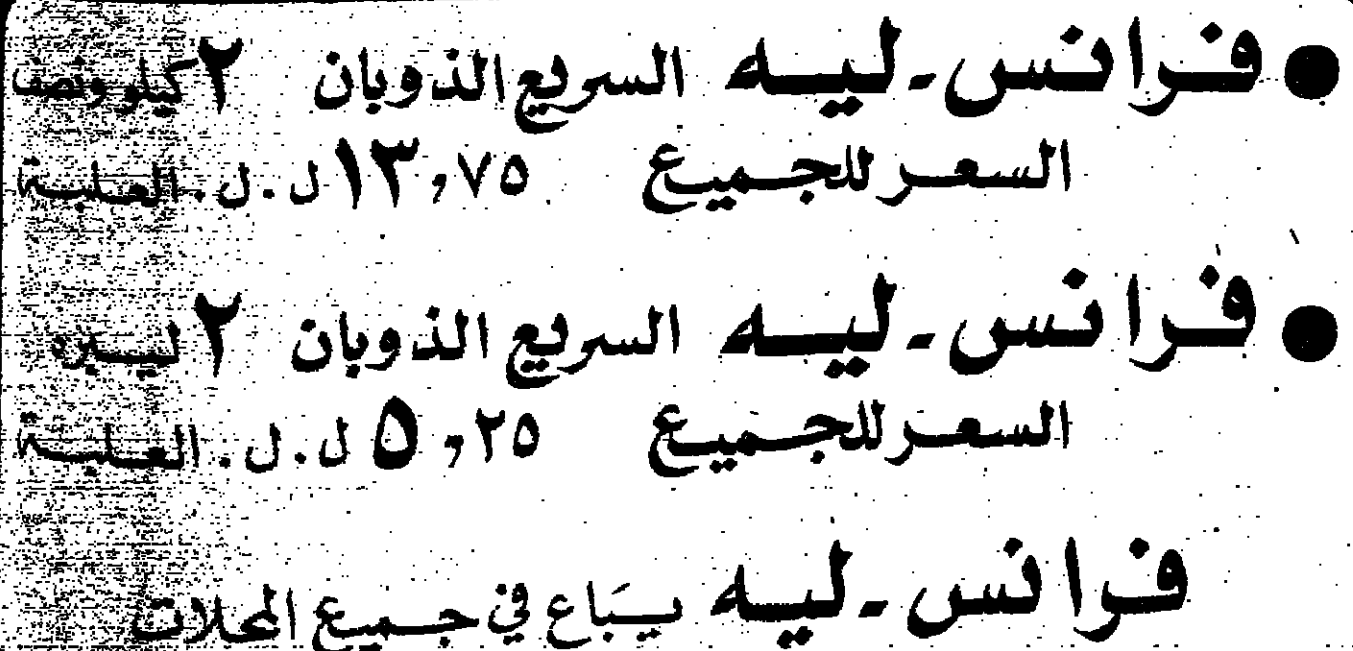 ● فرانس - ليه السريع الذوبان ٢ كيلو ونصف
السعر للجميع ١٣,٧٥ ل.ل. العلبة
● فرانس - ليه السريع الذوبان ٢ ليبره
السعر للجميع ٥,٢٥ ل.ل. العلبة
فرانس - ليه يباع في جميع المحلات